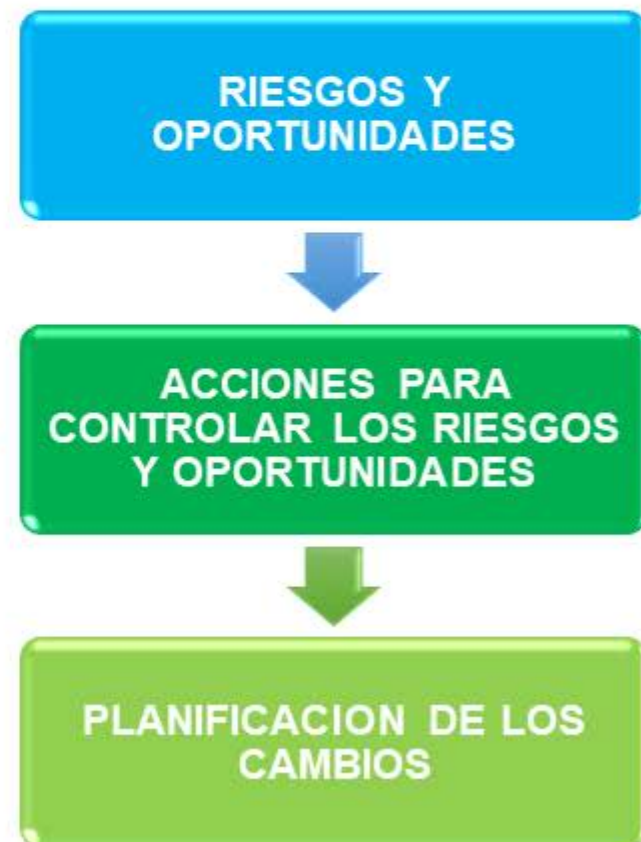 RIESGOS Y
OPORTUNIDADES
ACCIONES PARA
CONTROLAR LOS RIESGOS
Y OPORTUNIDADES
PLANIFICACION DE LOS
CAMBIOS